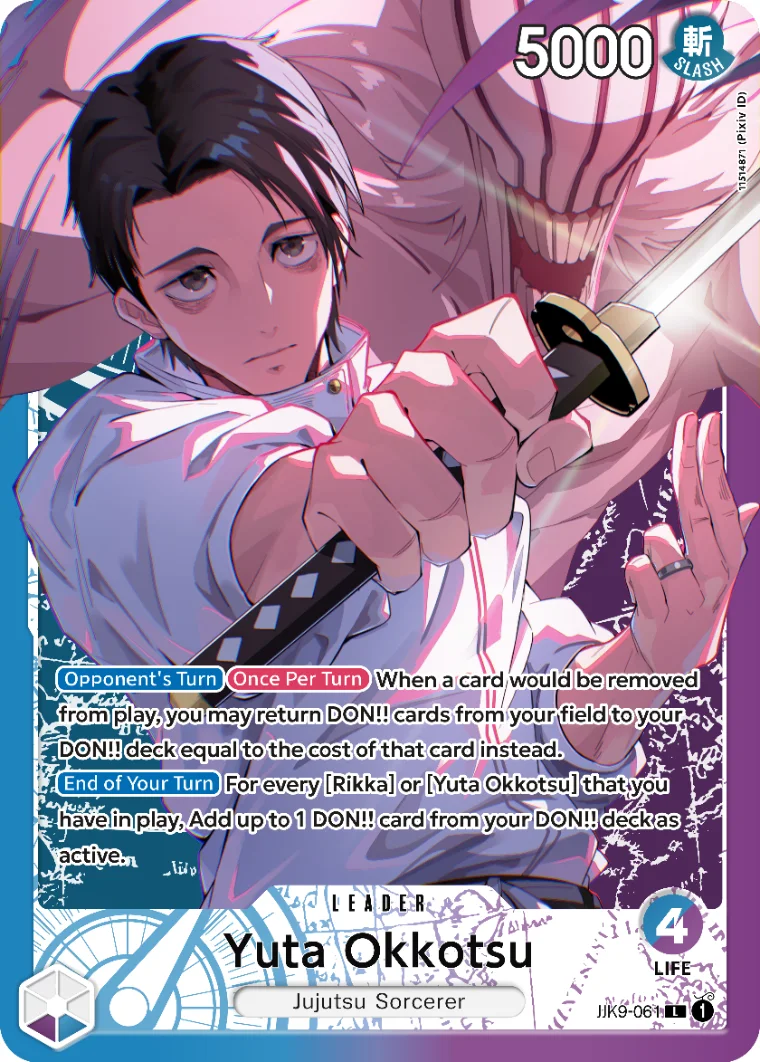 5000
斬
SLASH
11514871 (Pixiv ID)
Opponent's Turn Once Per Turn When a card would be removed
from play, you may return DON!! cards from your field to your
DON!! deck equal to the cost of that card instead.
End of Your Turn For every [Rikka] or [Yuta Okkotsu] that you
have in play, Add up to 1 DON!! card from your DON!! deck as
active.
LEADER
Yuta Okkotsu
4
LIFE
Jujutsu Sorcerer
JJK9-061 L 1